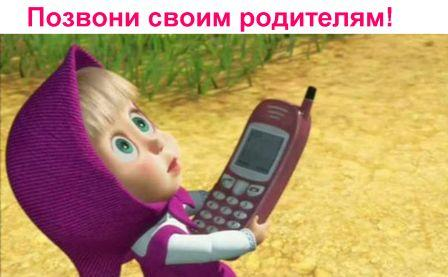 Позвони своим родителям!